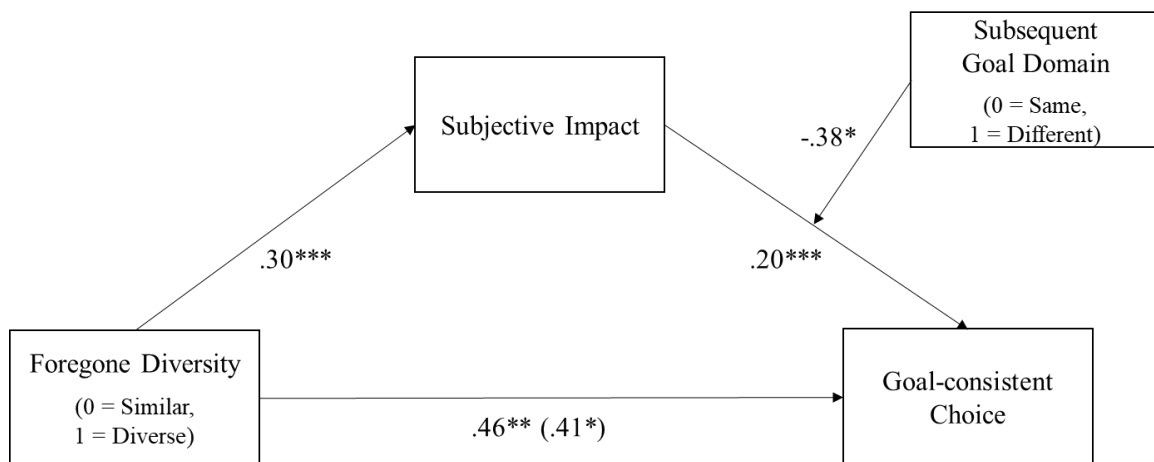 Subsequent
Goal Domain
(0 = Same,
1 = Different)
Subjective Impact
-.38*
.30***
.20***
Foregone Diversity
(0 = Similar,
1 = Diverse)
Goal-consistent
Choice
.46** (.41*)